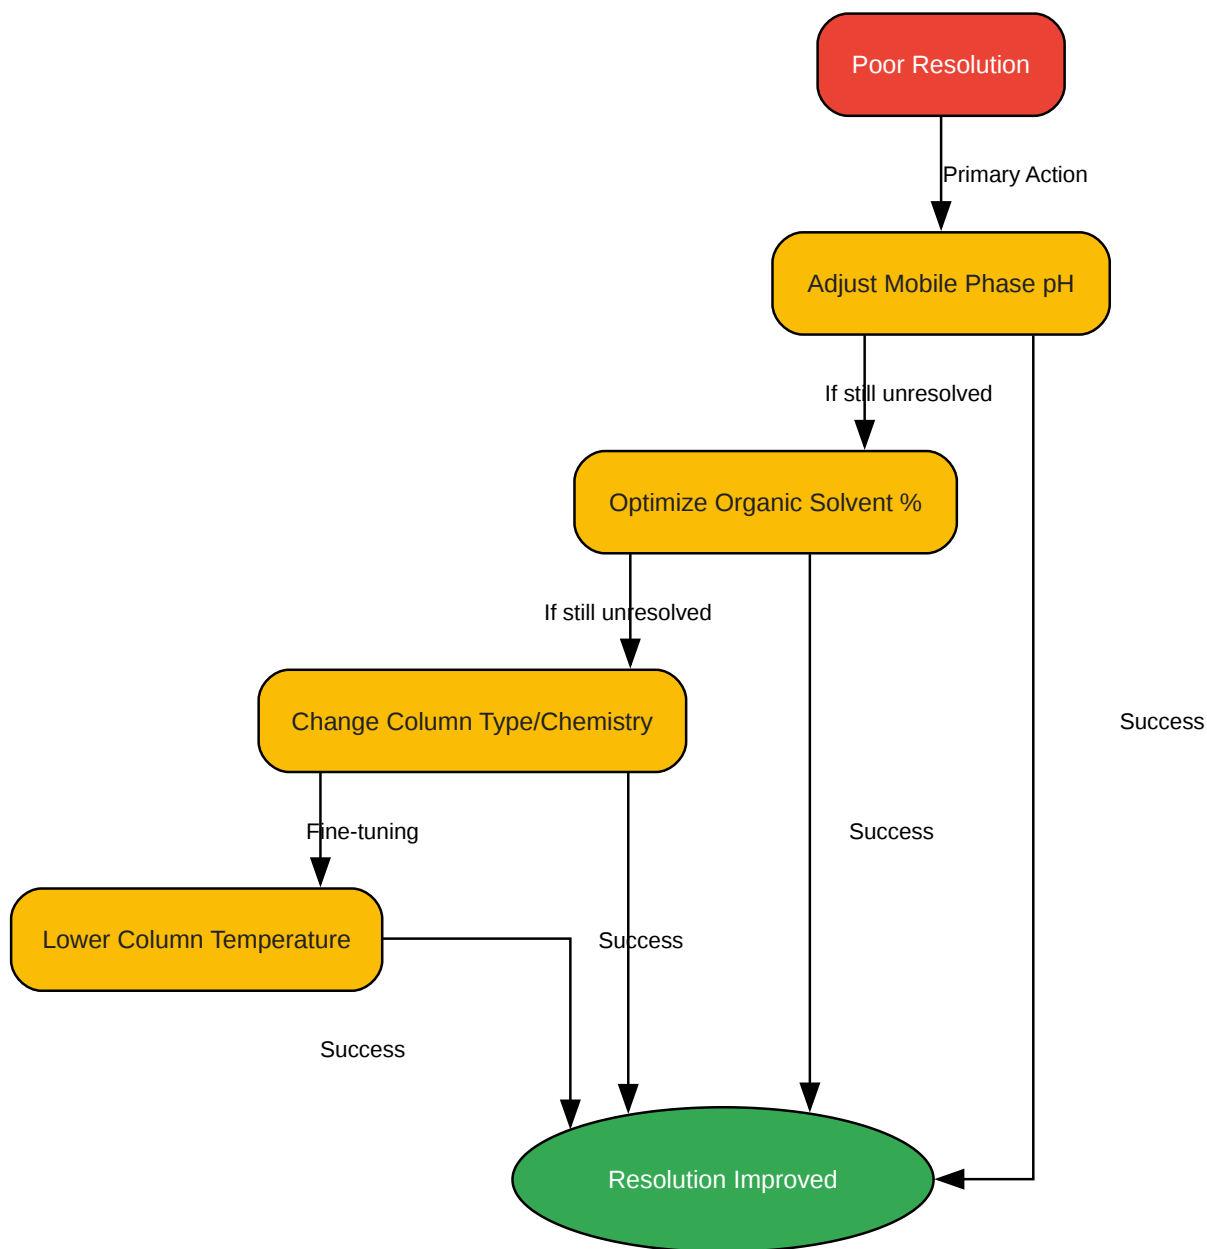 Poor Resolution
Primary Action
Adjust Mobile Phase pH
If still unresolved
Optimize Organic Solvent %
If still unresolved
Change Column Type/Chemistry
Success
Fine-tuning
Success
Lower Column Temperature
Success
Success
Resolution Improved